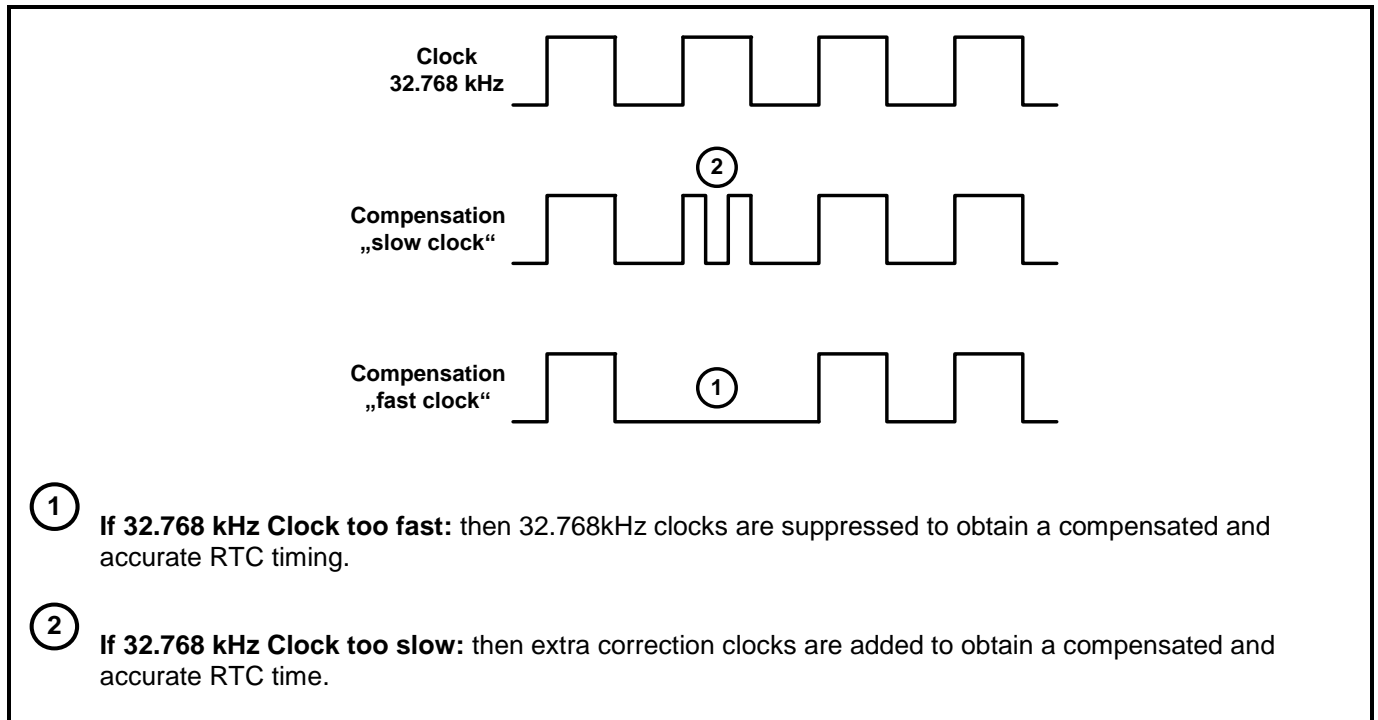 Clock
32.768 kHz
2
Compensation
„slow clock“
Compensation
„fast clock“
1
1
If 32.768 kHz Clock too fast: then 32.768kHz clocks are suppressed to obtain a compensated and
accurate RTC timing.
2
If 32.768 kHz Clock too slow: then extra correction clocks are added to obtain a compensated and
accurate RTC time.